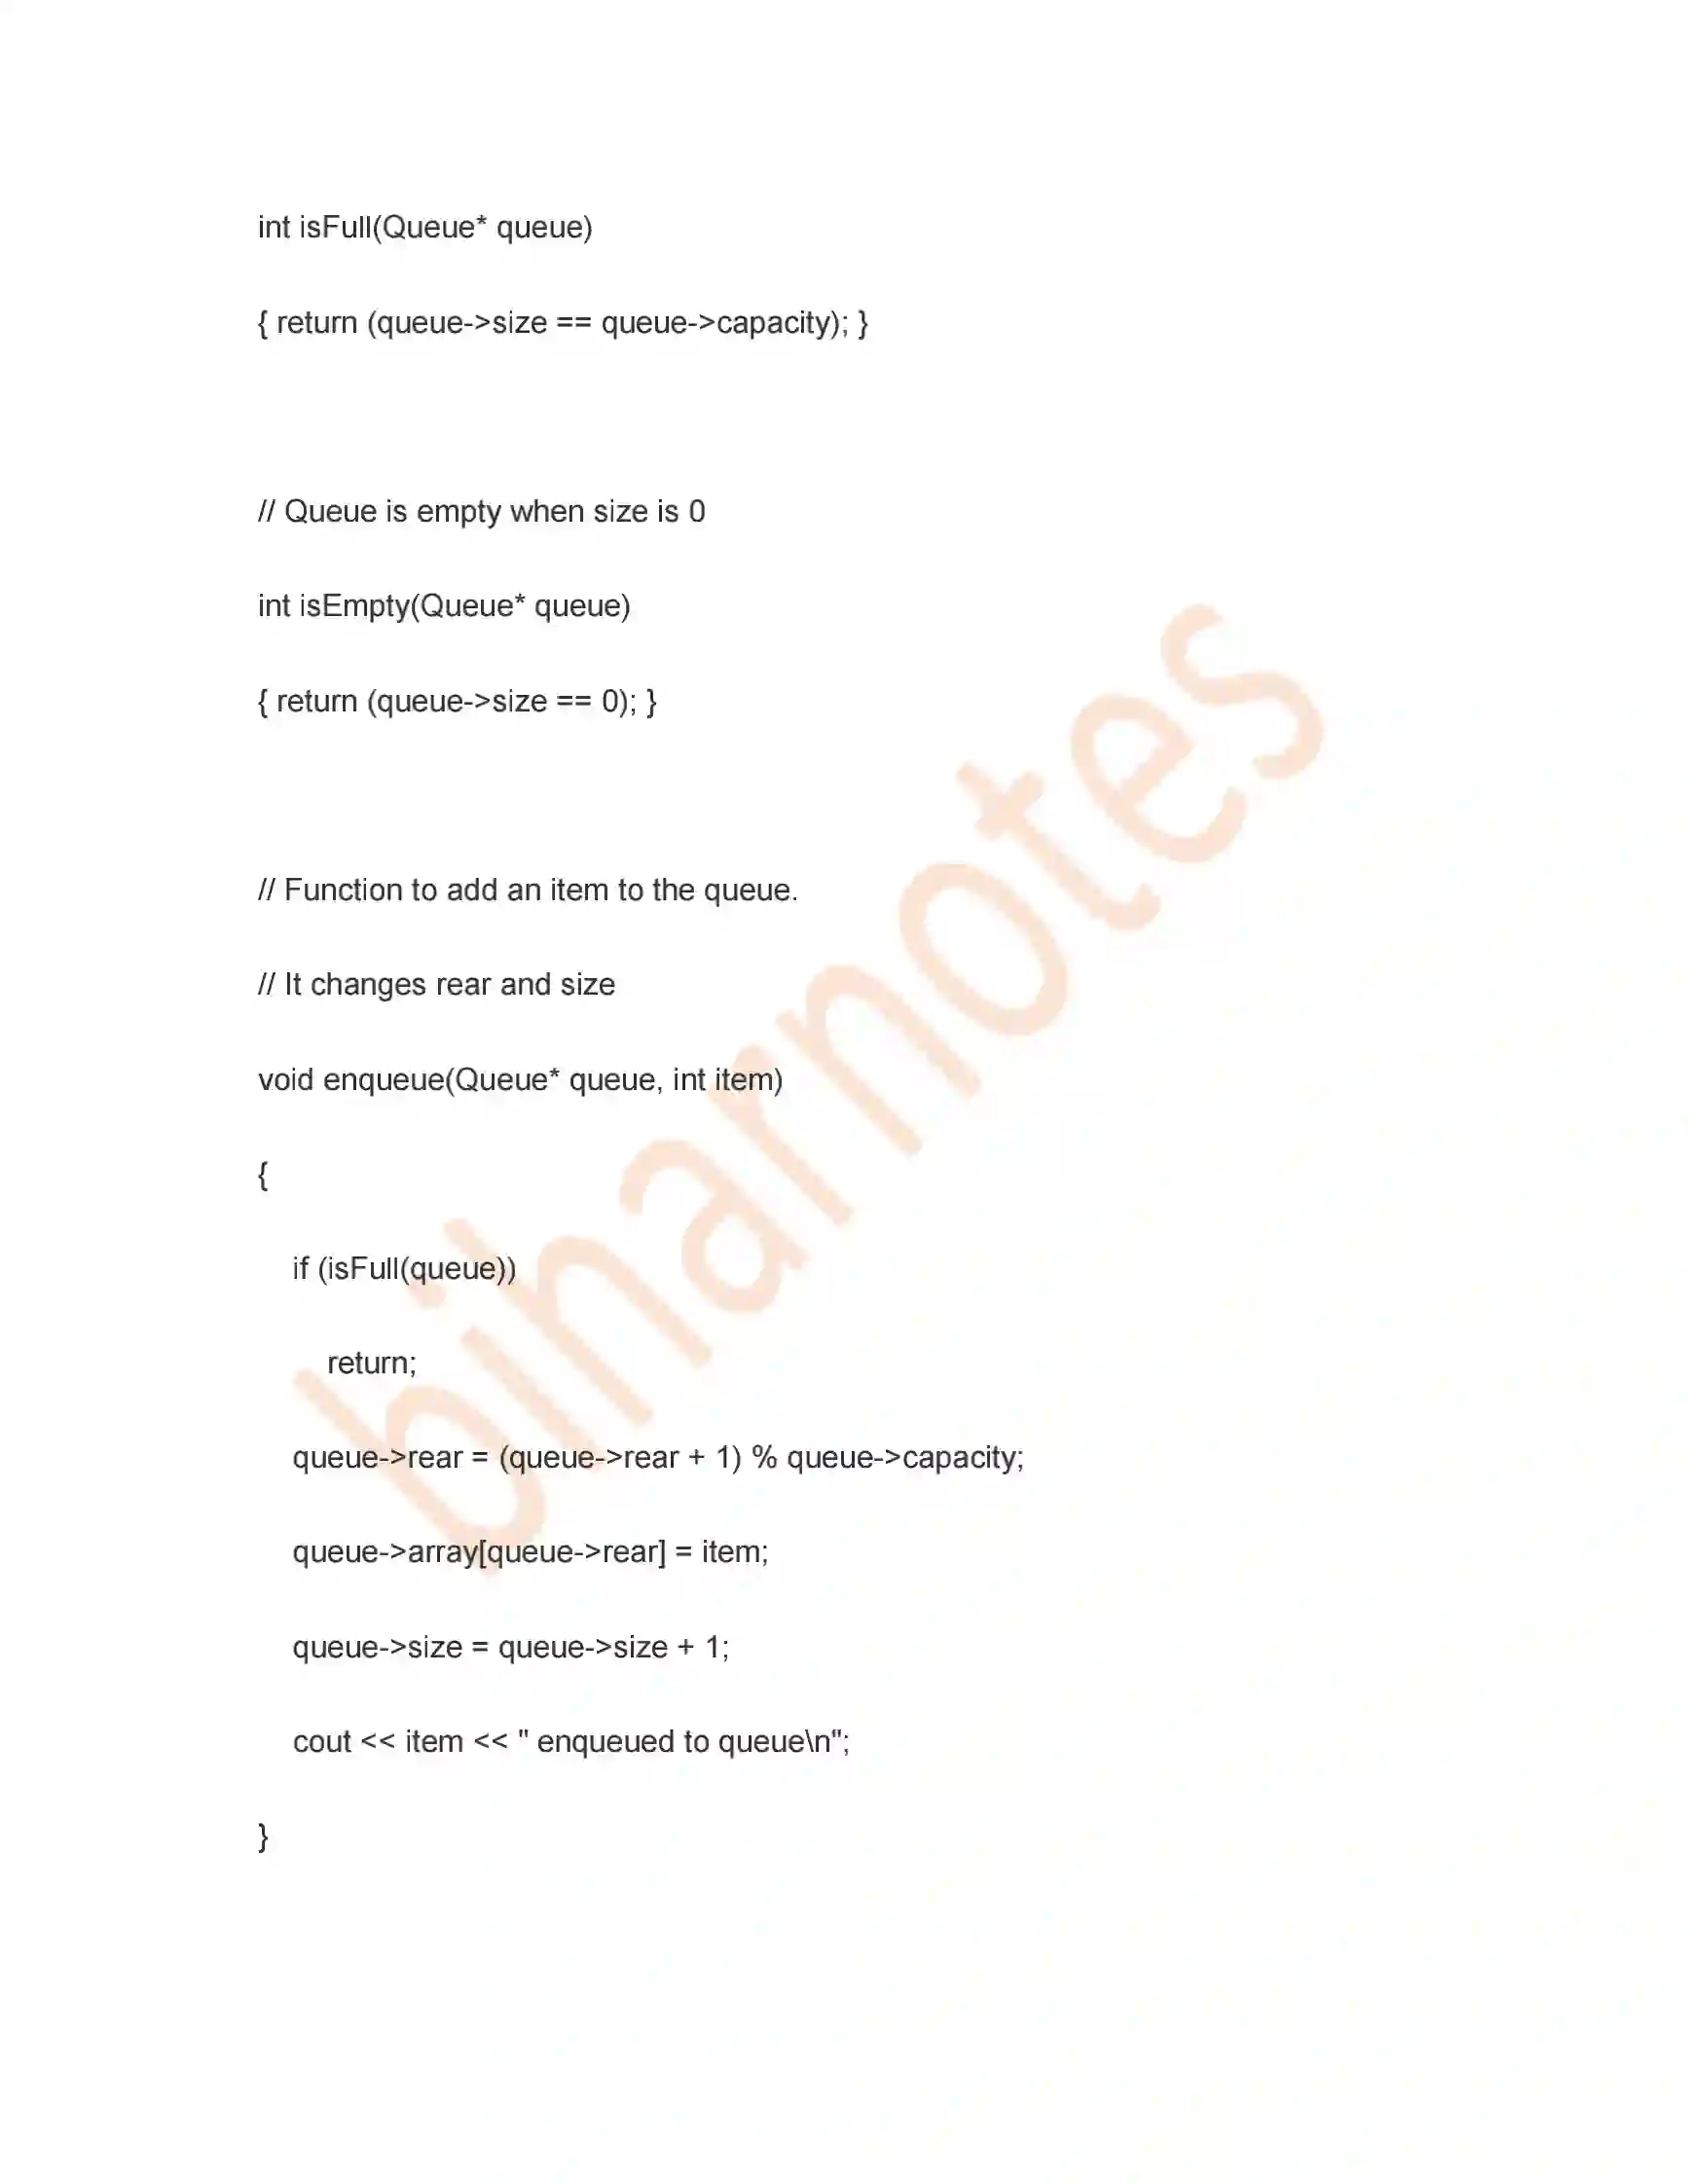 int isFull(Queue* queue)
{ return (queue->size == queue->capacity); }
// Queue is empty when size is 0
int isEmpty(Queue* queue)
{ return (queue->size == 0); }
// Function to add an item to the queue.
// It changes rear and size
void enqueue(Queue* queue, int item)
{
if (isFull(queue))
return;
queue->rear = (queue->rear + 1) % queue->capacity;
queue->array[queue->rear] = item;
queue->size = queue->size + 1;
cout << item << " enqueued to queue\n";
}
biharnotes